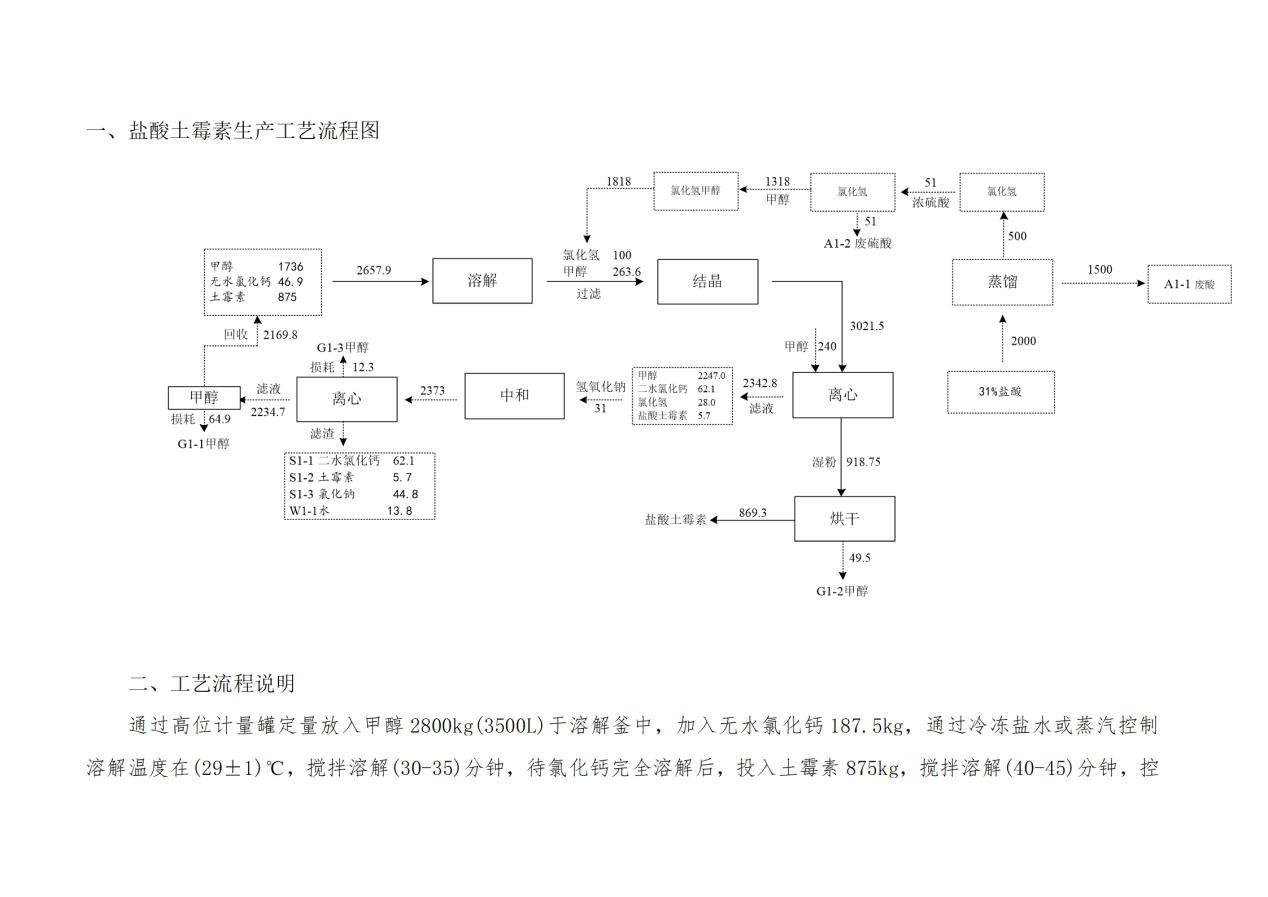 一、盐酸土霉素生产工艺流程图
1818
氯化氢甲醇
1318
甲醇
氯化氢
51
浓硫酸
氯化氢
51
A1-2 废硫酸
500
氯化氢 100
甲醇 263.6
过滤
甲醇 1736
无水氯化钙 46.9
土霉素 875
2657.9
溶解
结晶
蒸馏
1500
A1-1 废酸
回收 2169.8
3021.5
2000
G1-3甲醇
损耗 12.3
甲醇 240
31%盐酸
甲醇
滤液
2234.7
离心
2373
中和
氢氧化钠
31
甲醇 2247.0
二水氯化钙 62.1
氯化氢 28.0
盐酸土霉素 5.7
2342.8
滤液
离心
损耗 64.9
G1-1甲醇
滤渣
S1-1 二水氯化钙 62.1
S1-2 土霉素 5.7
S1-3 氯化钠 44.8
W1-1水 13.8
湿粉 918.75
盐酸土霉素
869.3
烘干
49.5
G1-2甲醇
二、工艺流程说明
通过高位计量罐定量放入甲醇 2800kg(3500L)于溶解釜中，加入无水氯化钙 187.5kg，通过冷冻盐水或蒸汽控制
溶解温度在(29±1)℃，搅拌溶解(30-35)分钟，待氯化钙完全溶解后，投入土霉素 875kg，搅拌溶解(40-45)分钟，控